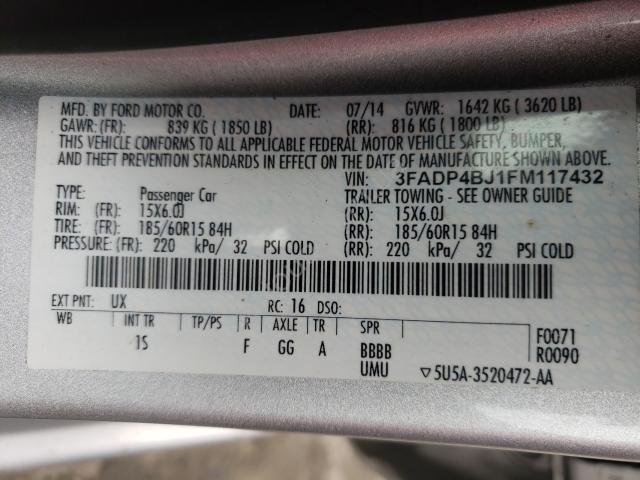 MFD. BY FORD MOTOR CO. DATE: 07/14 GVWR: 1642 KG ( 3620 LB)
GAWR: (FR): 839 KG ( 1850 LB) (RR): 816 KG ( 1800 LB)
THIS VEHICLE CONFORMS TO ALL APPLICABLE FEDERAL MOTOR VEHICLE SAFETY, BUMPER,
AND THEFT PREVENTION STANDARDS IN EFFECT ON THE DATE OF MANUFACTURE SHOWN ABOVE.
VIN: 3FADP4BJ1FM117432
TYPE: Passenger Car TRAILER TOWING - SEE OWNER GUIDE
RIM: (FR): 15X6.0J (RR): 15X6.0J
TIRE: (FR): 185/60R15 84H (RR): 185/60R15 84H
PRESSURE: (FR): 220 kPa/ 32 PSI COLD (RR): 220 kPa/ 32 PSI COLD
EXT PNT: UX RC: 16 DSO:
WB INT TR TP/PS R AXLE TR SPR F0071
1S F GG A BBBB R0090
UMU ▽5U5A-3520472-AA